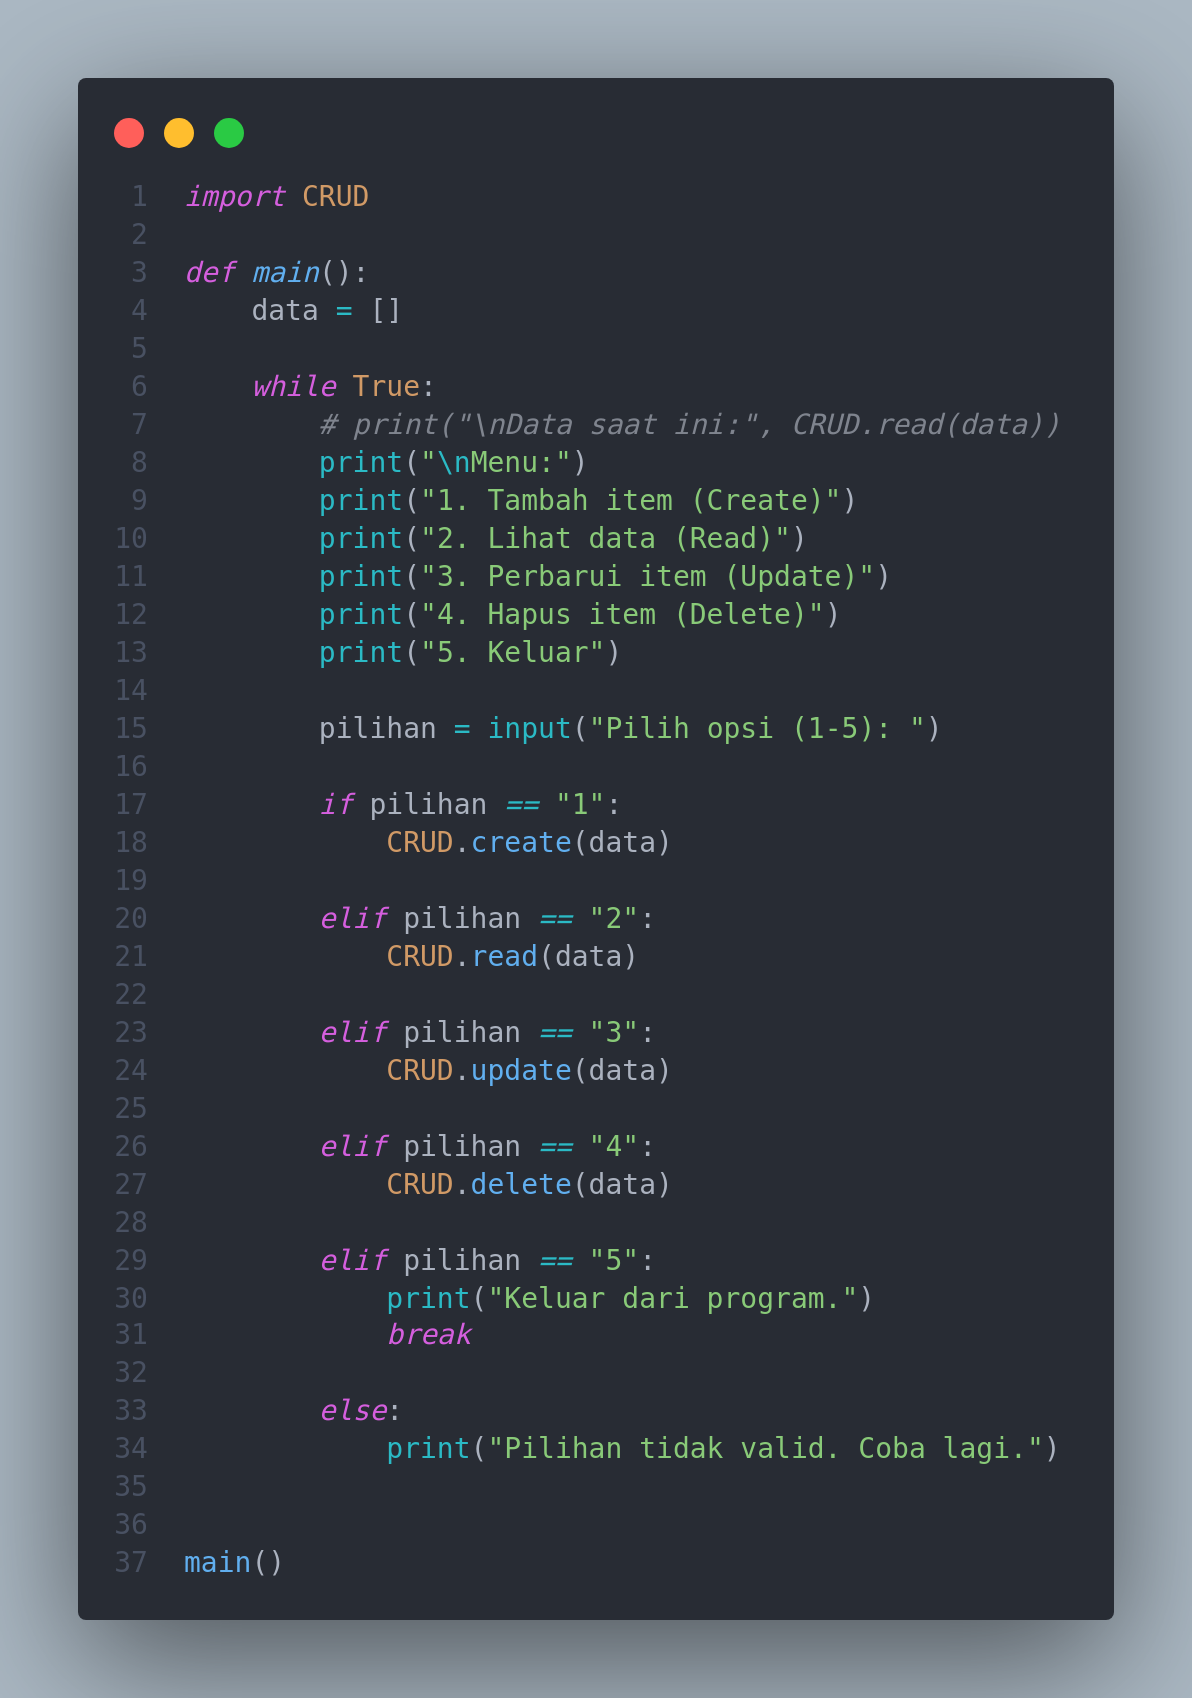 1 import CRUD
2
3 def main():
4     data = []
5
6     while True:
7         # print("\nData saat ini:", CRUD.read(data))
8         print("\nMenu:")
9         print("1. Tambah item (Create)")
10         print("2. Lihat data (Read)")
11         print("3. Perbarui item (Update)")
12         print("4. Hapus item (Delete)")
13         print("5. Keluar")
14
15         pilihan = input("Pilih opsi (1-5): ")
16
17         if pilihan == "1":
18             CRUD.create(data)
19
20         elif pilihan == "2":
21             CRUD.read(data)
22
23         elif pilihan == "3":
24             CRUD.update(data)
25
26         elif pilihan == "4":
27             CRUD.delete(data)
28
29         elif pilihan == "5":
30             print("Keluar dari program.")
31             break
32
33         else:
34             print("Pilihan tidak valid. Coba lagi.")
35
36
37 main()